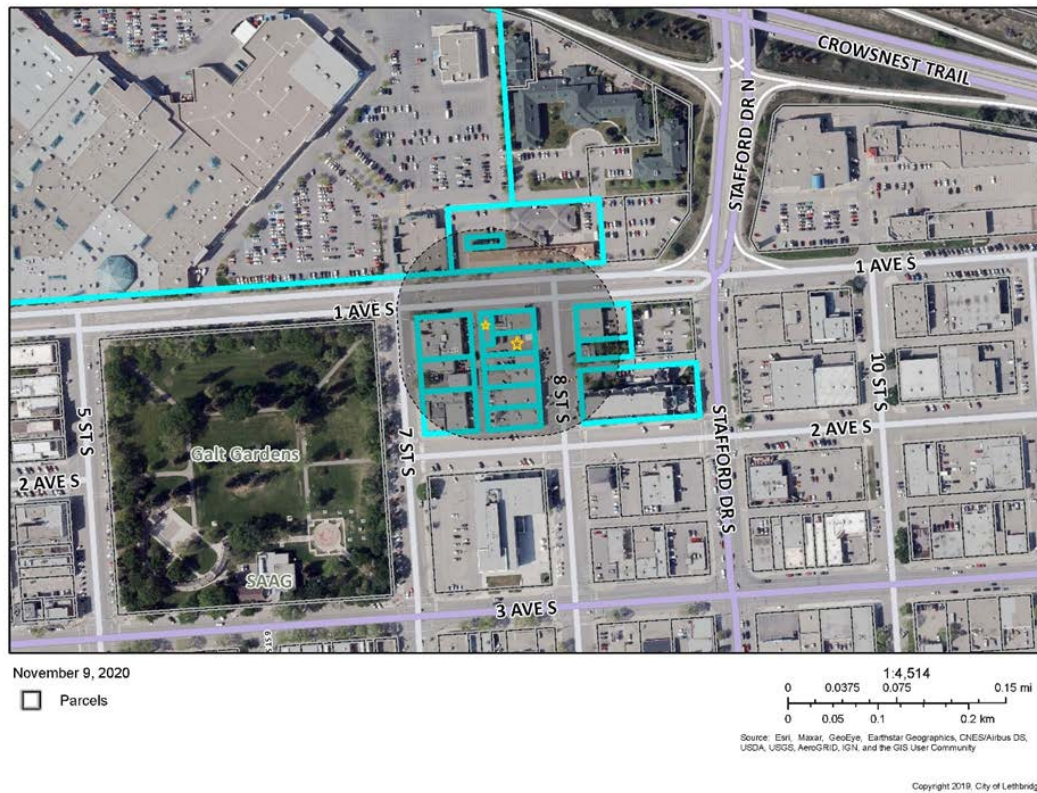 CROWSNEST TRAIL
STAFFORD DR N
1 AVE S
1 AVE S
5 ST S
7 ST S
8 ST S
10 ST S
2 AVE S
2 AVE S
Galt Gardens
STAFFORD DR S
SAAG
3 AVE S
6 ST S
November 9, 2020
Parcels
1:4,514
0 0.0375 0.075 0.15 mi
0 0.05 0.1 0.2 km
Source: Esri, Maxar, GeoEye, Earthstar Geographics, CNES/Airbus DS,
USDA, USGS, AeroGRID, IGN, and the GIS User Community
Copyright 2019, City of Lethbridg